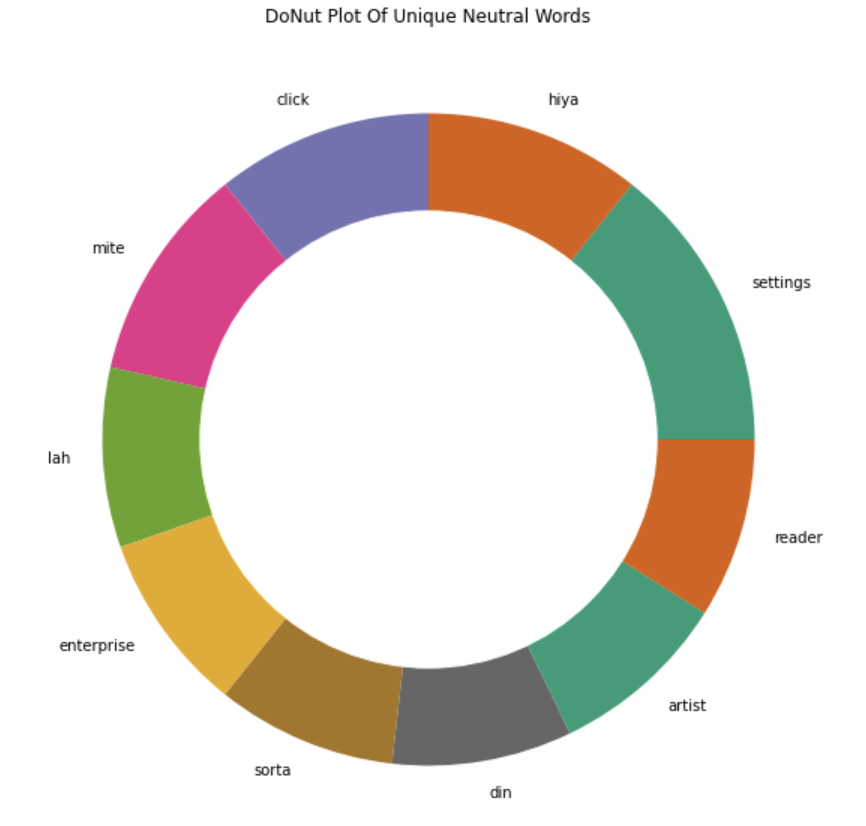 DoNut Plot Of Unique Neutral Words
click
hiya
mite
settings
lah
reader
enterprise
artist
sorta
din